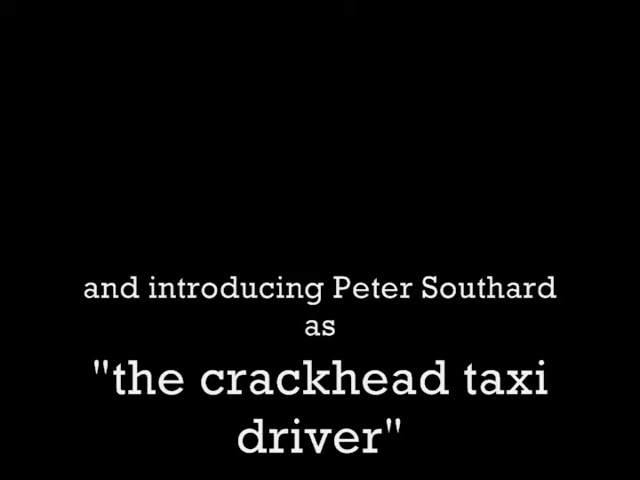 and introducing Peter Southard
as
"the crackhead taxi
driver"